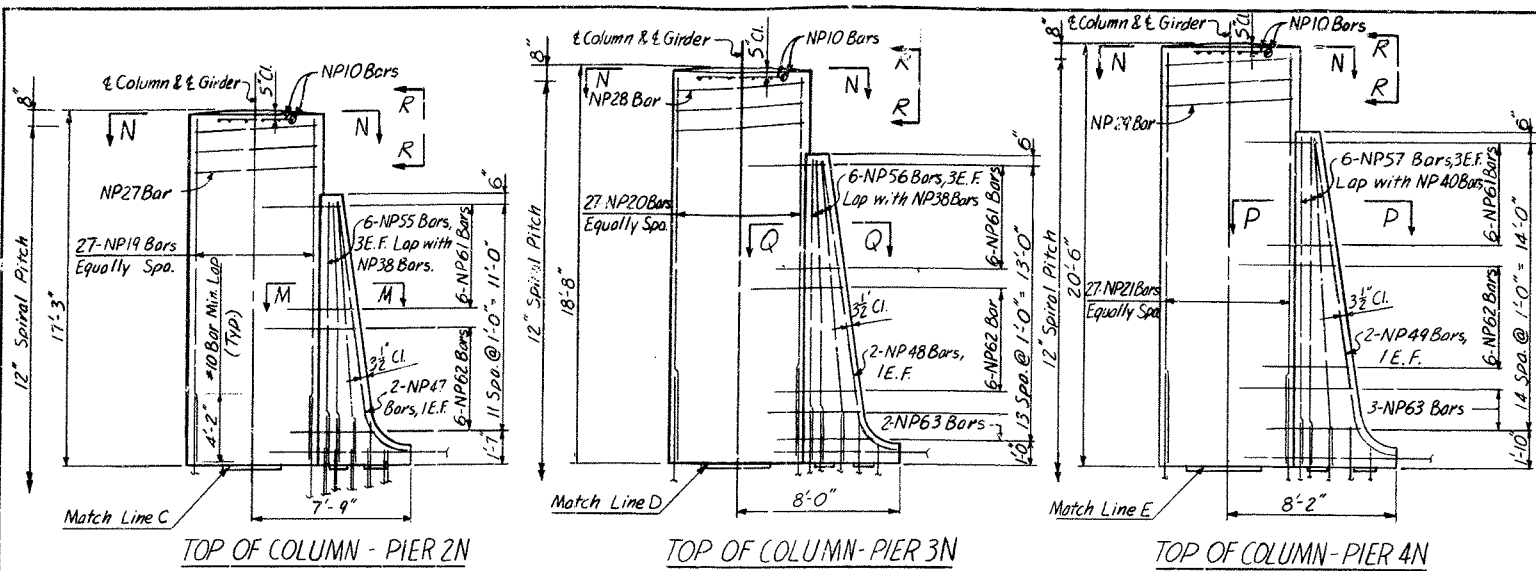 ℄ Column & ℄ Girder
5" Cl.
NP10 Bars
8"
N
N
R
R
NP27 Bar
12" Spiral Pitch
17'-3"
27-NP19 Bars
Equally Spa.
6-NP55 Bars,
3E.F. Lap with
NP38 Bars.
6"
6-NP61 Bars
M
M
4'-2" #10 Bar Min. Lap
(Typ)
3½" Cl.
2-NP47
Bars, 1E.F.
6-NP62 Bars
11 Spa. @ 1'-0" = 11'-0"
1'-7"
Match Line C
7'-9"
TOP OF COLUMN - PIER 2N
℄ Column & ℄ Girder
5" Cl.
NP10 Bars
8"
N
N
R
R
NP28 Bar
12" Spiral Pitch
18'-8"
27-NP20 Bars
Equally Spa.
6-NP56 Bars, 3E.F.
Lap with NP38 Bars
6"
6-NP61 Bars
Q
Q
3½" Cl.
2-NP48 Bars,
1E.F.
6-NP62 Bar
13 Spa. @ 1'-0" = 13'-0"
2-NP63 Bars
1'-0"
Match Line D
8'-0"
TOP OF COLUMN-PIER 3N
℄ Column & ℄ Girder
5" Cl.
NP10 Bars
8"
N
N
R
R
NP29 Bar
12" Spiral Pitch
20'-6"
27-NP21 Bars
Equally Spa.
6-NP57 Bars, 3E.F.
Lap with NP40 Bars
6"
6-NP61 Bars
P
P
3½" Cl.
2-NP49 Bars,
1E.F.
6-NP62 Bars
14 Spa. @ 1'-0" = 14'-0"
3-NP63 Bars
1'-10"
Match Line E
8'-2"
TOP OF COLUMN-PIER 4N